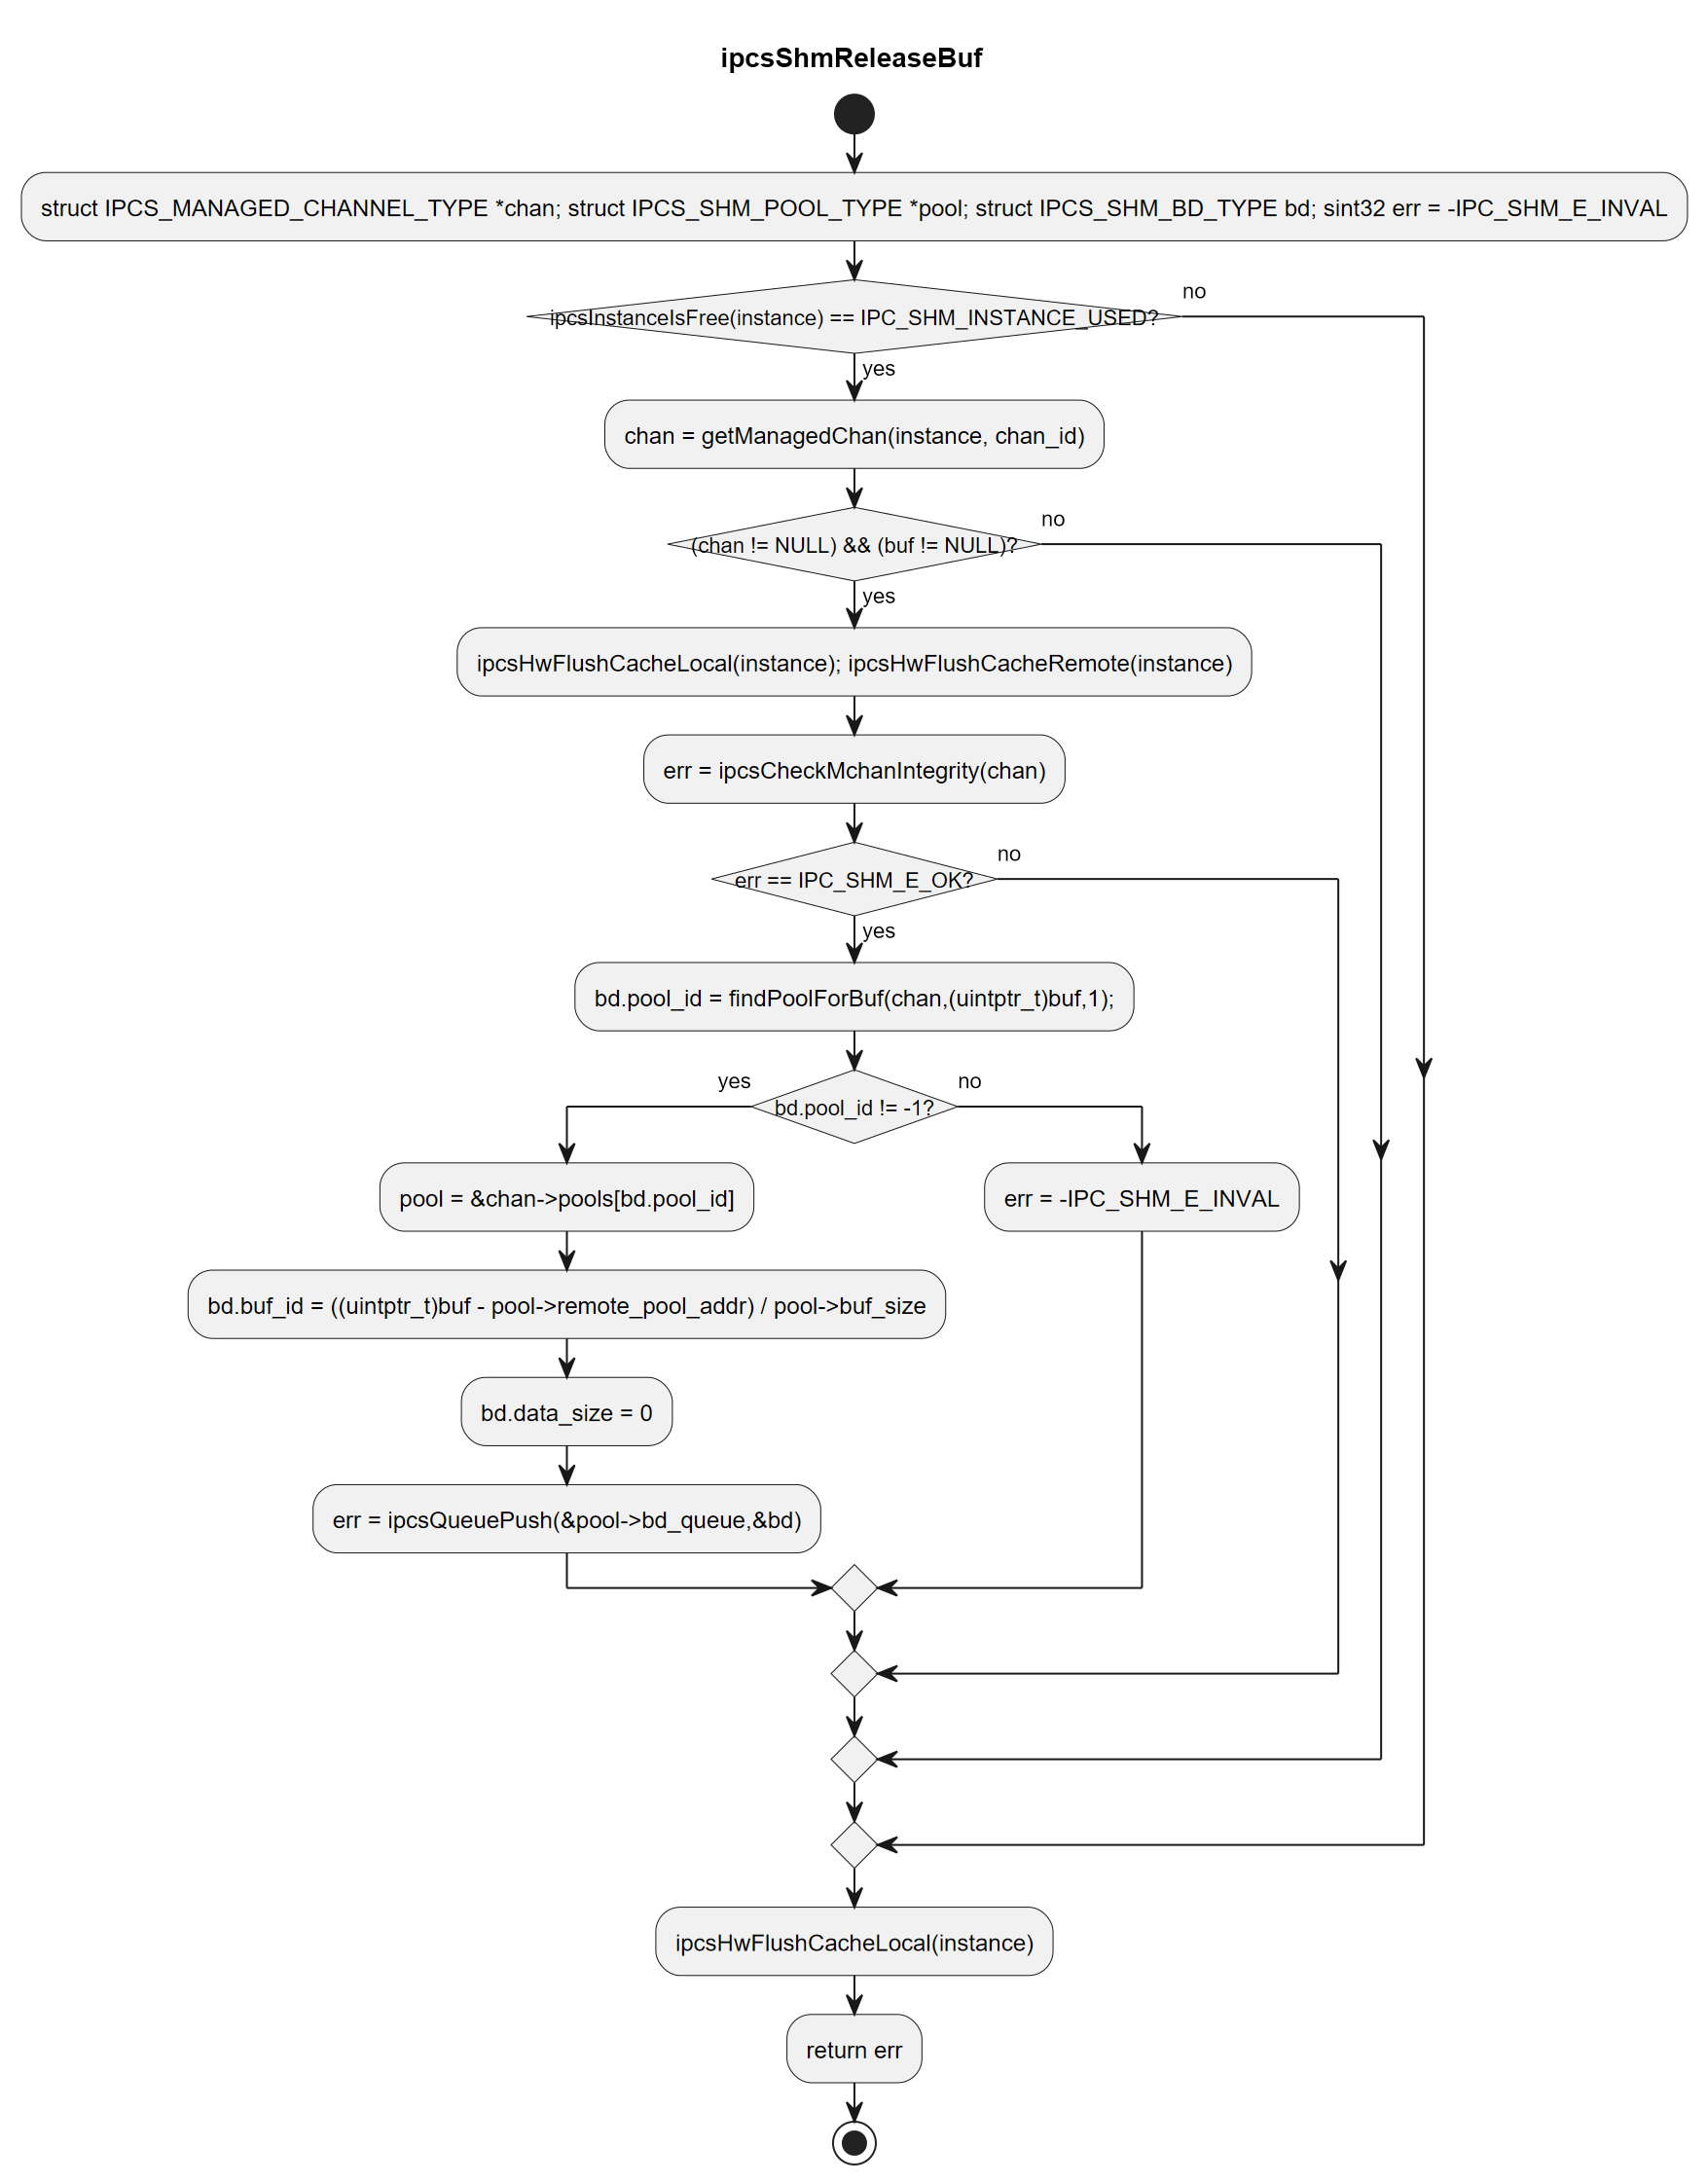 ipcsShmReleaseBuf
struct IPCS_MANAGED_CHANNEL_TYPE *chan; struct IPCS_SHM_POOL_TYPE *pool; struct IPCS_SHM_BD_TYPE bd; sint32 err = -IPC_SHM_E_INVAL
no
ipcsInstanceIsFree(instance) == IPC_SHM_INSTANCE_USED?
yes
chan = getManagedChan(instance, chan_id)
no
(chan != NULL) && (buf != NULL)?
yes
ipcsHwFlushCacheLocal(instance); ipcsHwFlushCacheRemote(instance)
err = ipcsCheckMchanIntegrity(chan)
no
err == IPC_SHM_E_OK?
yes
bd.pool_id = findPoolForBuf(chan,(uintptr_t)buf,1);
yes
no
bd.pool_id != -1?
pool = &chan->pools[bd.pool_id]
err = -IPC_SHM_E_INVAL
bd.buf_id = ((uintptr_t)buf - pool->remote_pool_addr) / pool->buf_size
bd.data_size = 0
err = ipcsQueuePush(&pool->bd_queue,&bd)
ipcsHwFlushCacheLocal(instance)
return err